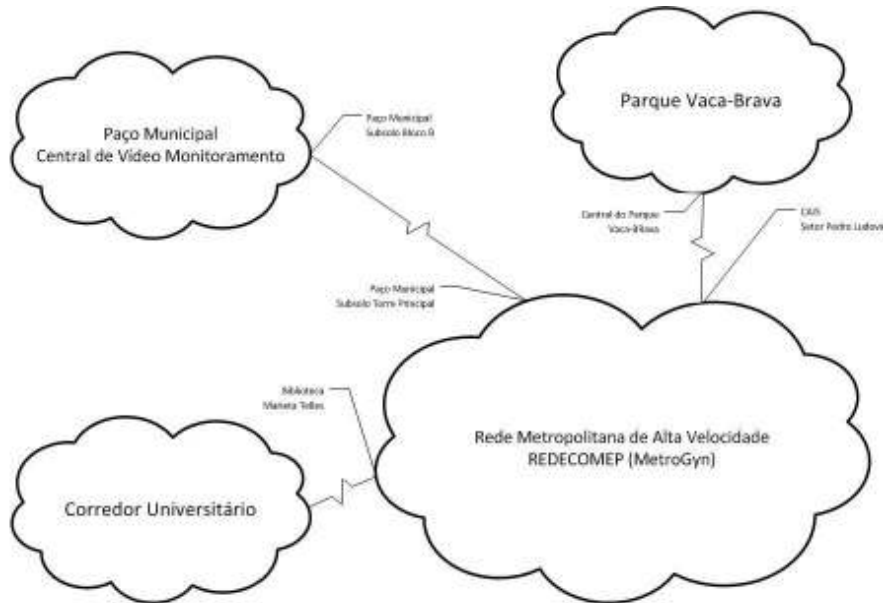 Parque Vaca-Brava
Paço Municipal
Central de Vídeo Monitoramento
Paço Municipal
Subsolo Bloco B
Central do Parque
Vaca-BRava
CAIS
Setor Pedro Ludovi
Paço Municipal
Subsolo Torre Principal
Biblioteca
Marieta Telles
Rede Metropolitana de Alta Velocidade
REDECOMEP (MetroGyn)
Corredor Universitário